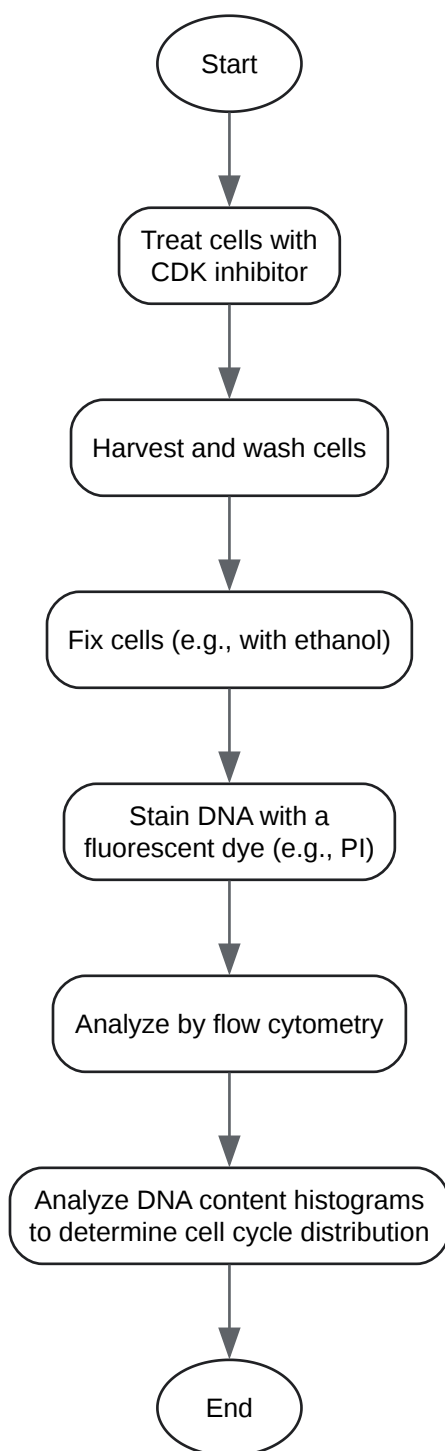 Start
Treat cells with
CDK inhibitor
Harvest and wash cells
Fix cells (e.g., with ethanol)
Stain DNA with a
fluorescent dye (e.g., PI)
Analyze by flow cytometry
Analyze DNA content histograms
to determine cell cycle distribution
End